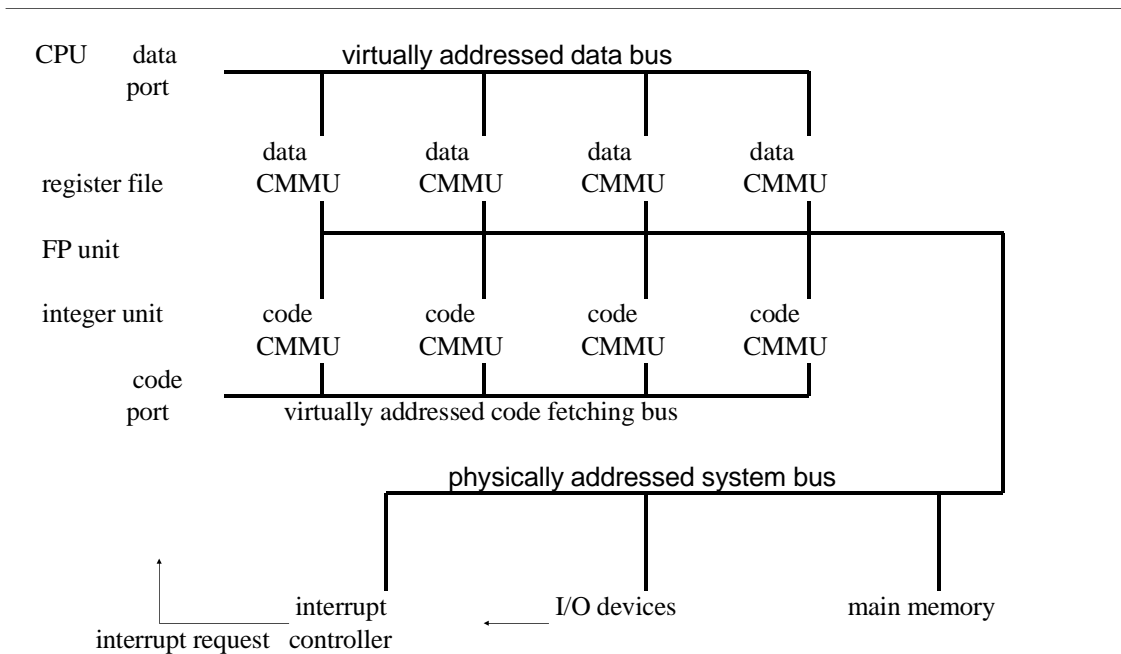 CPU data virtually addressed data bus
port
data data data data
register file CMMU CMMU CMMU CMMU
FP unit
integer unit code code code code
CMMU CMMU CMMU CMMU
code
port virtually addressed code fetching bus
physically addressed system bus
interrupt I/O devices main memory
interrupt request controller